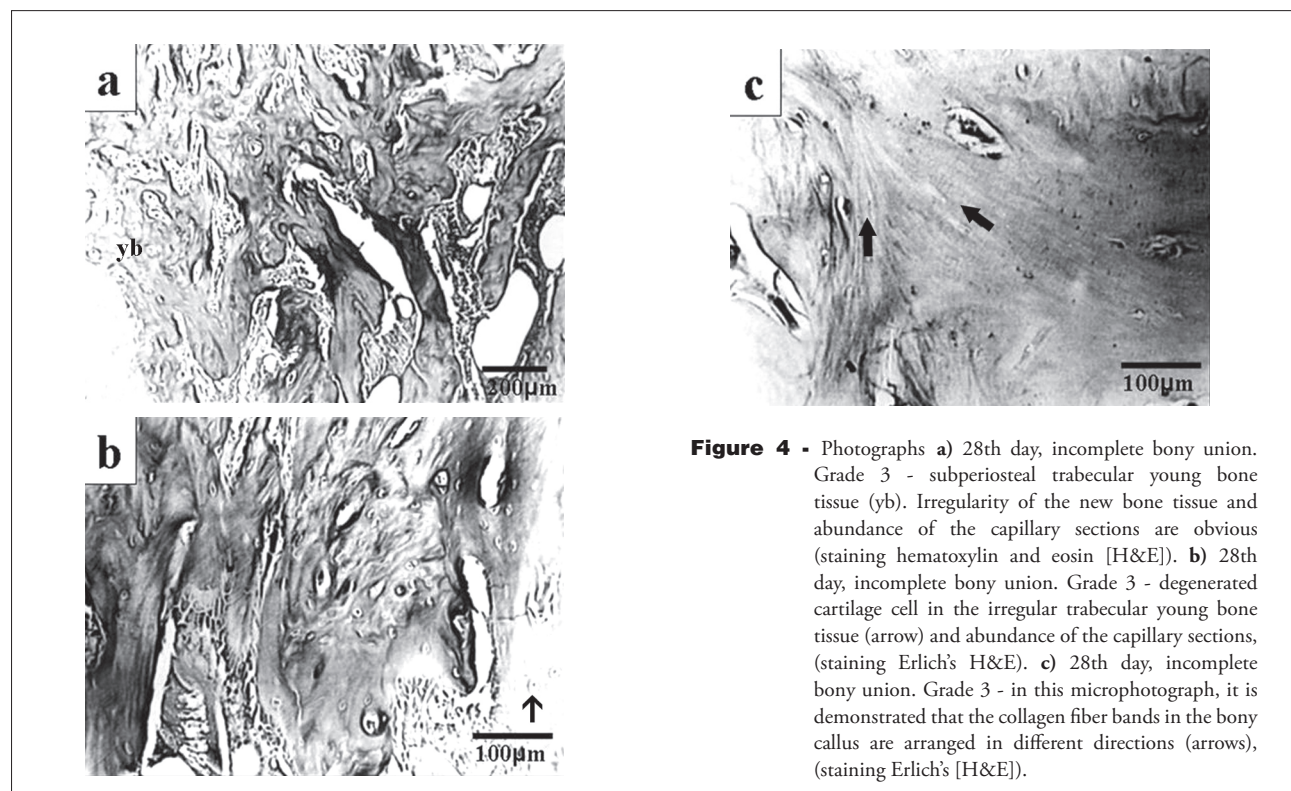 a
yb
200µm
b
100µm
c
100µm
Figure 4 - Photographs a) 28th day, incomplete bony union.
Grade 3 - subperiosteal trabecular young bone
tissue (yb). Irregularity of the new bone tissue and
abundance of the capillary sections are obvious
(staining hematoxylin and eosin [H&E]). b) 28th
day, incomplete bony union. Grade 3 - degenerated
cartilage cell in the irregular trabecular young bone
tissue (arrow) and abundance of the capillary sections,
(staining Erlich's H&E). c) 28th day, incomplete
bony union. Grade 3 - in this microphotograph, it is
demonstrated that the collagen fiber bands in the bony
callus are arranged in different directions (arrows),
(staining Erlich's [H&E]).